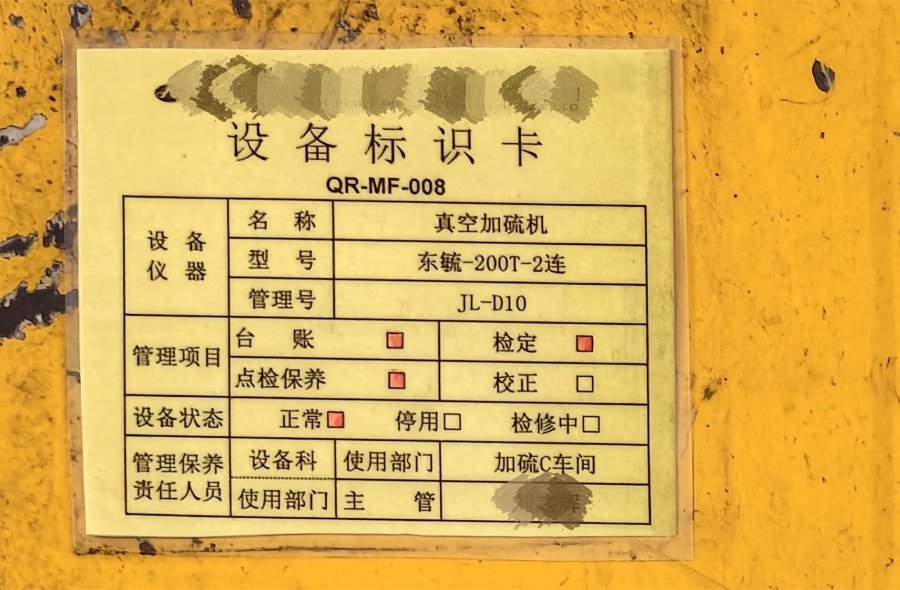 设备标识卡
QR-MF-008
设备仪器 名称 真空加硫机
型号 东毓-200T-2连
管理号 JL-D10
管理项目 台账 ☑ 检定 ☑
点检保养 ☑ 校正 ☐
设备状态 正常☑ 停用☐ 检修中☐
管理保养责任人员 设备科 使用部门 加硫C车间
使用部门 主管